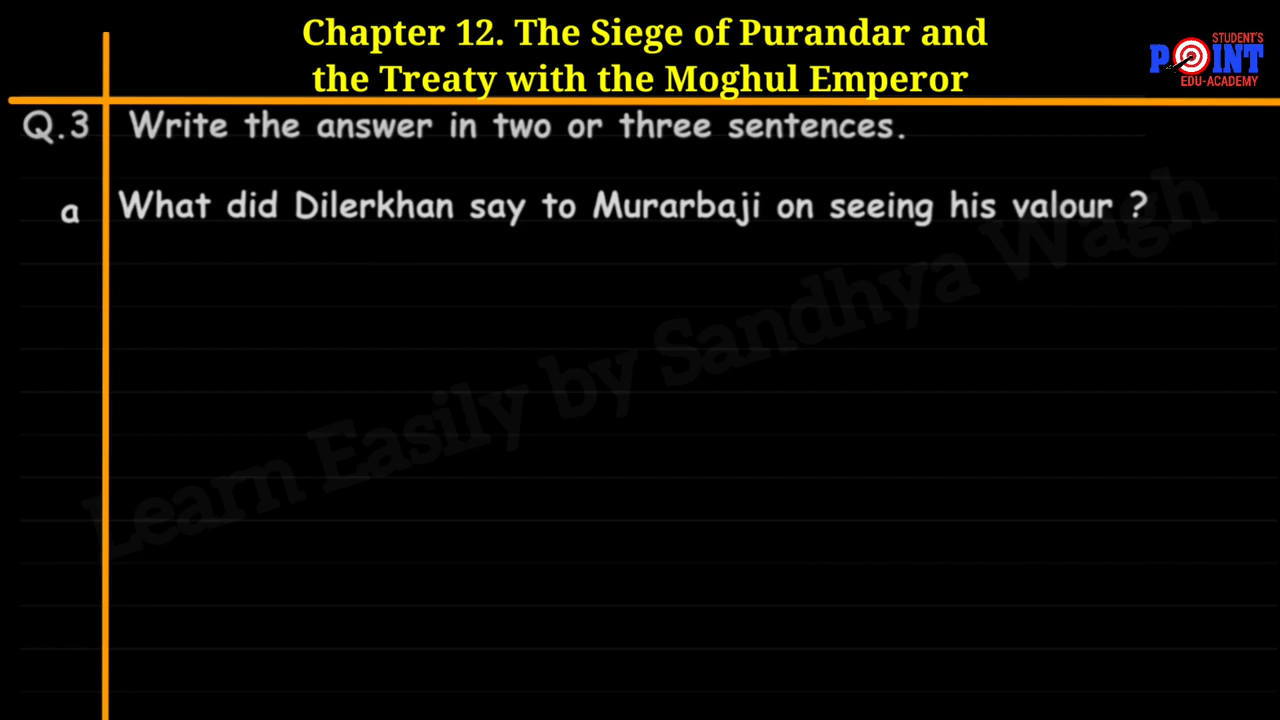 Chapter 12. The Siege of Purandar and
the Treaty with the Moghul Emperor
STUDENT'S
POINT
EDU-ACADEMY
Q.3 Write the answer in two or three sentences.
a What did Dilerkhan say to Murarbaji on seeing his valour ?
Learn Easily by Sandhya Wagh